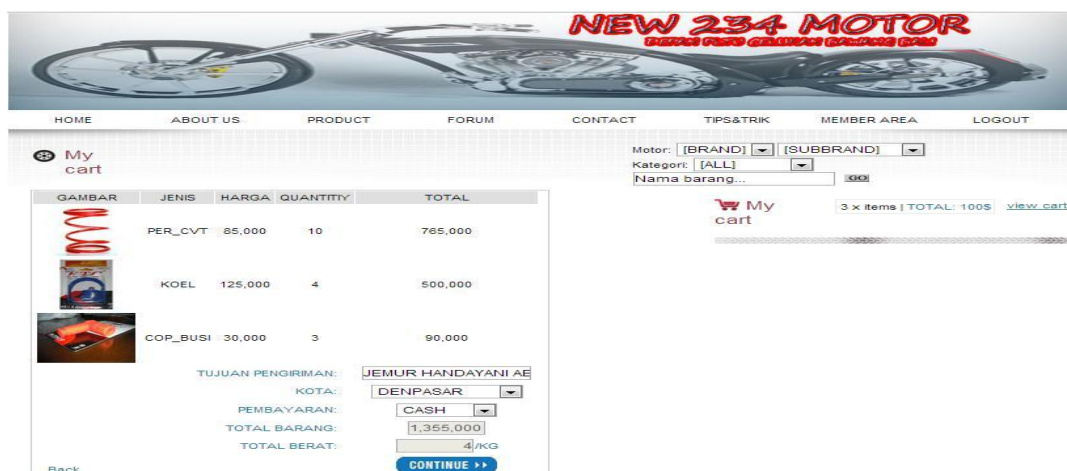 NEW 234 MOTOR
HOME ABOUT US PRODUCT FORUM CONTACT TIPS&TRIK MEMBER AREA LOGOUT
My
cart
Motor: [BRAND] [SUBBRAND]
Kategori: [ALL]
Nama barang... GO
My
cart
3 x items | TOTAL: 100$ view cart
GAMBAR JENIS HARGA QUANTITIY TOTAL
PER_CVT 85,000 10 765,000
KOEL 125,000 4 500,000
COP_BUSI 30,000 3 90,000
TUJUAN PENGIRIMAN: JEMUR HANDAYANI AE
KOTA: DENPASAR
PEMBAYARAN: CASH
TOTAL BARANG: 1,355,000
TOTAL BERAT: 4 /KG
Back CONTINUE